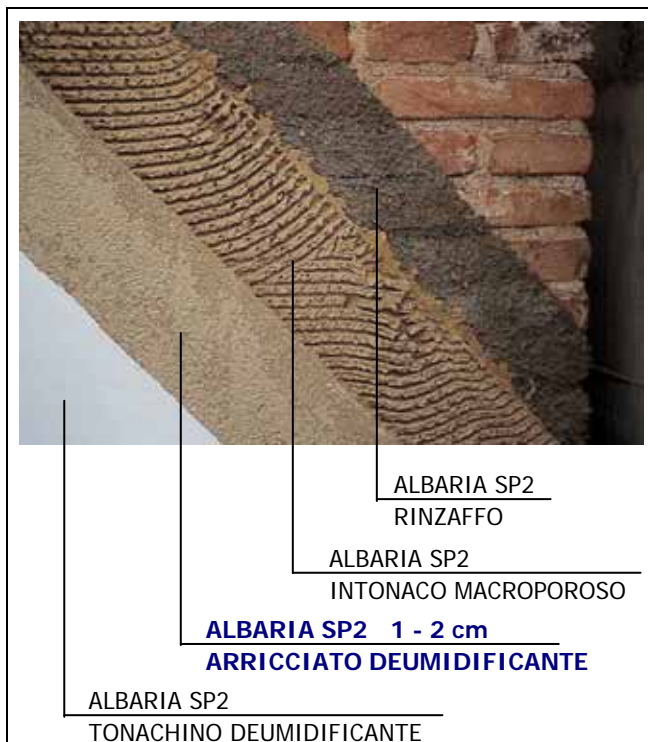 ALBARIA SP2
RINZAFFO
ALBARIA SP2
INTONACO MACROPOROSO
ALBARIA SP2 1 - 2 cm
ARRICCIATO DEUMIDIFICANTE
ALBARIA SP2
TONACHINO DEUMIDIFICANTE